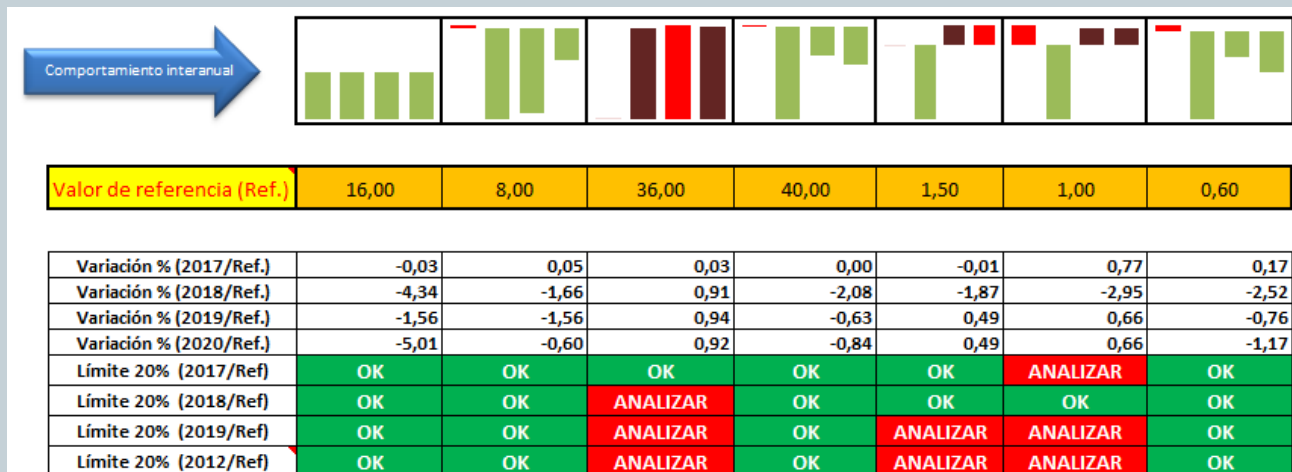 Comportamiento interanual
Valor de referencia (Ref.) 16,00 8,00 36,00 40,00 1,50 1,00 0,60
Variación % (2017/Ref.) -0,03 0,05 0,03 0,00 -0,01 0,77 0,17
Variación % (2018/Ref.) -4,34 -1,66 0,91 -2,08 -1,87 -2,95 -2,52
Variación % (2019/Ref.) -1,56 -1,56 0,94 -0,63 0,49 0,66 -0,76
Variación % (2020/Ref.) -5,01 -0,60 0,92 -0,84 0,49 0,66 -1,17
Límite 20% (2017/Ref) OK OK OK OK OK ANALIZAR OK
Límite 20% (2018/Ref) OK OK ANALIZAR OK OK OK OK
Límite 20% (2019/Ref) OK OK ANALIZAR OK ANALIZAR ANALIZAR OK
Límite 20% (2012/Ref) OK OK ANALIZAR OK ANALIZAR ANALIZAR OK